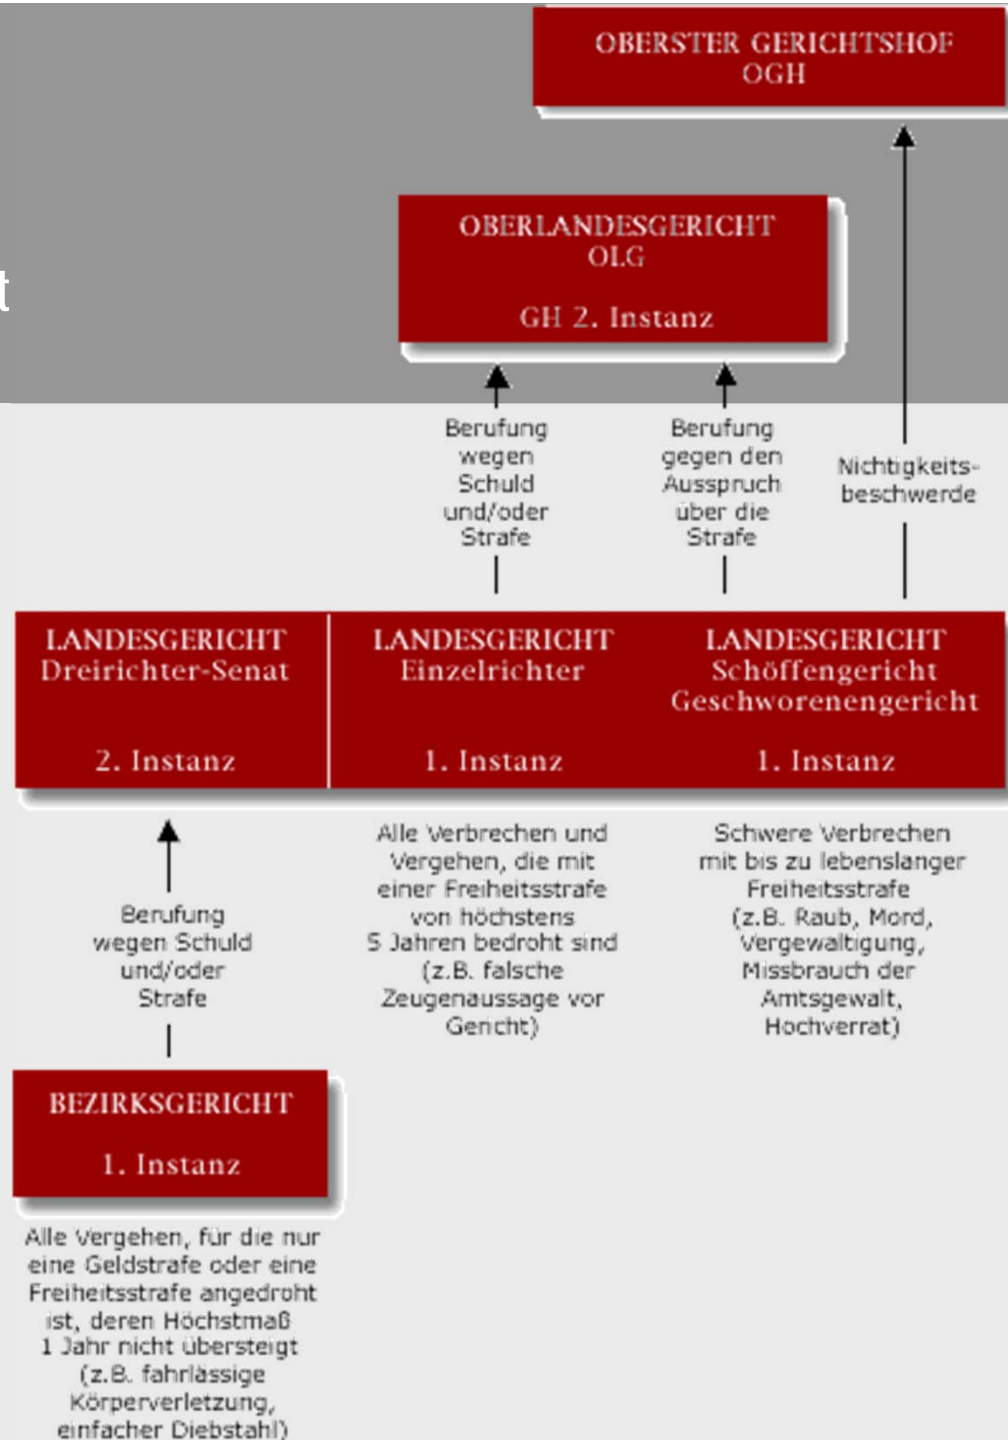 OBERSTER GERICHTSHOF
OGH
OBERLANDESGERICHT
OLG
GH 2. Instanz
t
Berufung
wegen
Schuld
und/oder
Strafe
Berufung
gegen den
Ausspruch
über die
Strafe
Nichtigkeits-
beschwerde
LANDESGERICHT
Dreirichter-Senat
2. Instanz
LANDESGERICHT
Einzelrichter
1. Instanz
LANDESGERICHT
Schöffengericht
Geschworenengericht
1. Instanz
Berufung
wegen Schuld
und/oder
Strafe
Alle Verbrechen und
Vergehen, die mit
einer Freiheitsstrafe
von höchstens
5 Jahren bedroht sind
(z.B. falsche
Zeugenaussage vor
Gericht)
Schwere Verbrechen
mit bis zu lebenslanger
Freiheitsstrafe
(z.B. Raub, Mord,
Vergewaltigung,
Missbrauch der
Amtsgewalt,
Hochverrat)
BEZIRKSGERICHT
1. Instanz
Alle Vergehen, für die nur
eine Geldstrafe oder eine
Freiheitsstrafe angedroht
ist, deren Höchstmaß
1 Jahr nicht übersteigt
(z.B. fahrlässige
Körperverletzung,
einfacher Diebstahl)